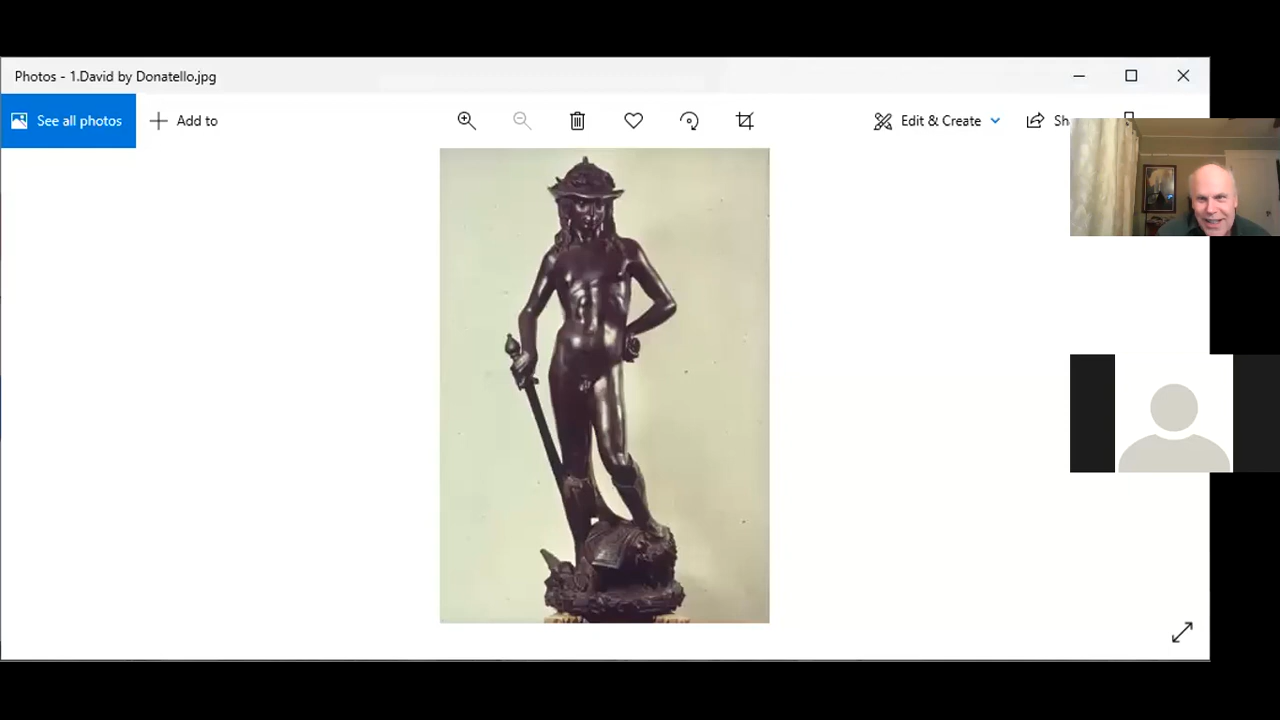 Photos - 1.David by Donatello.jpg
See all photos
Add to
Edit & Create